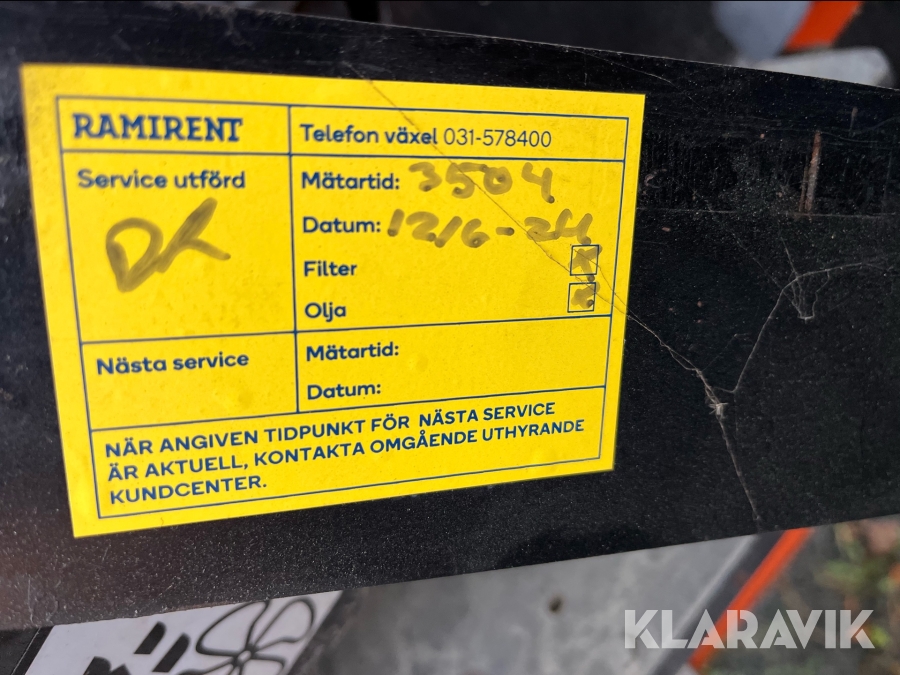 RAMIRENT
Telefon växel 031-578400
Service utförd
Mätartid: 3504
Datum: 12/6-24
Filter
Olja
Nästa service
Mätartid:
Datum:
NÄR ANGIVEN TIDPUNKT FÖR NÄSTA SERVICE
ÄR AKTUELL, KONTAKTA OMGÅENDE UTHYRANDE
KUNDCENTER.
KLARAVIK